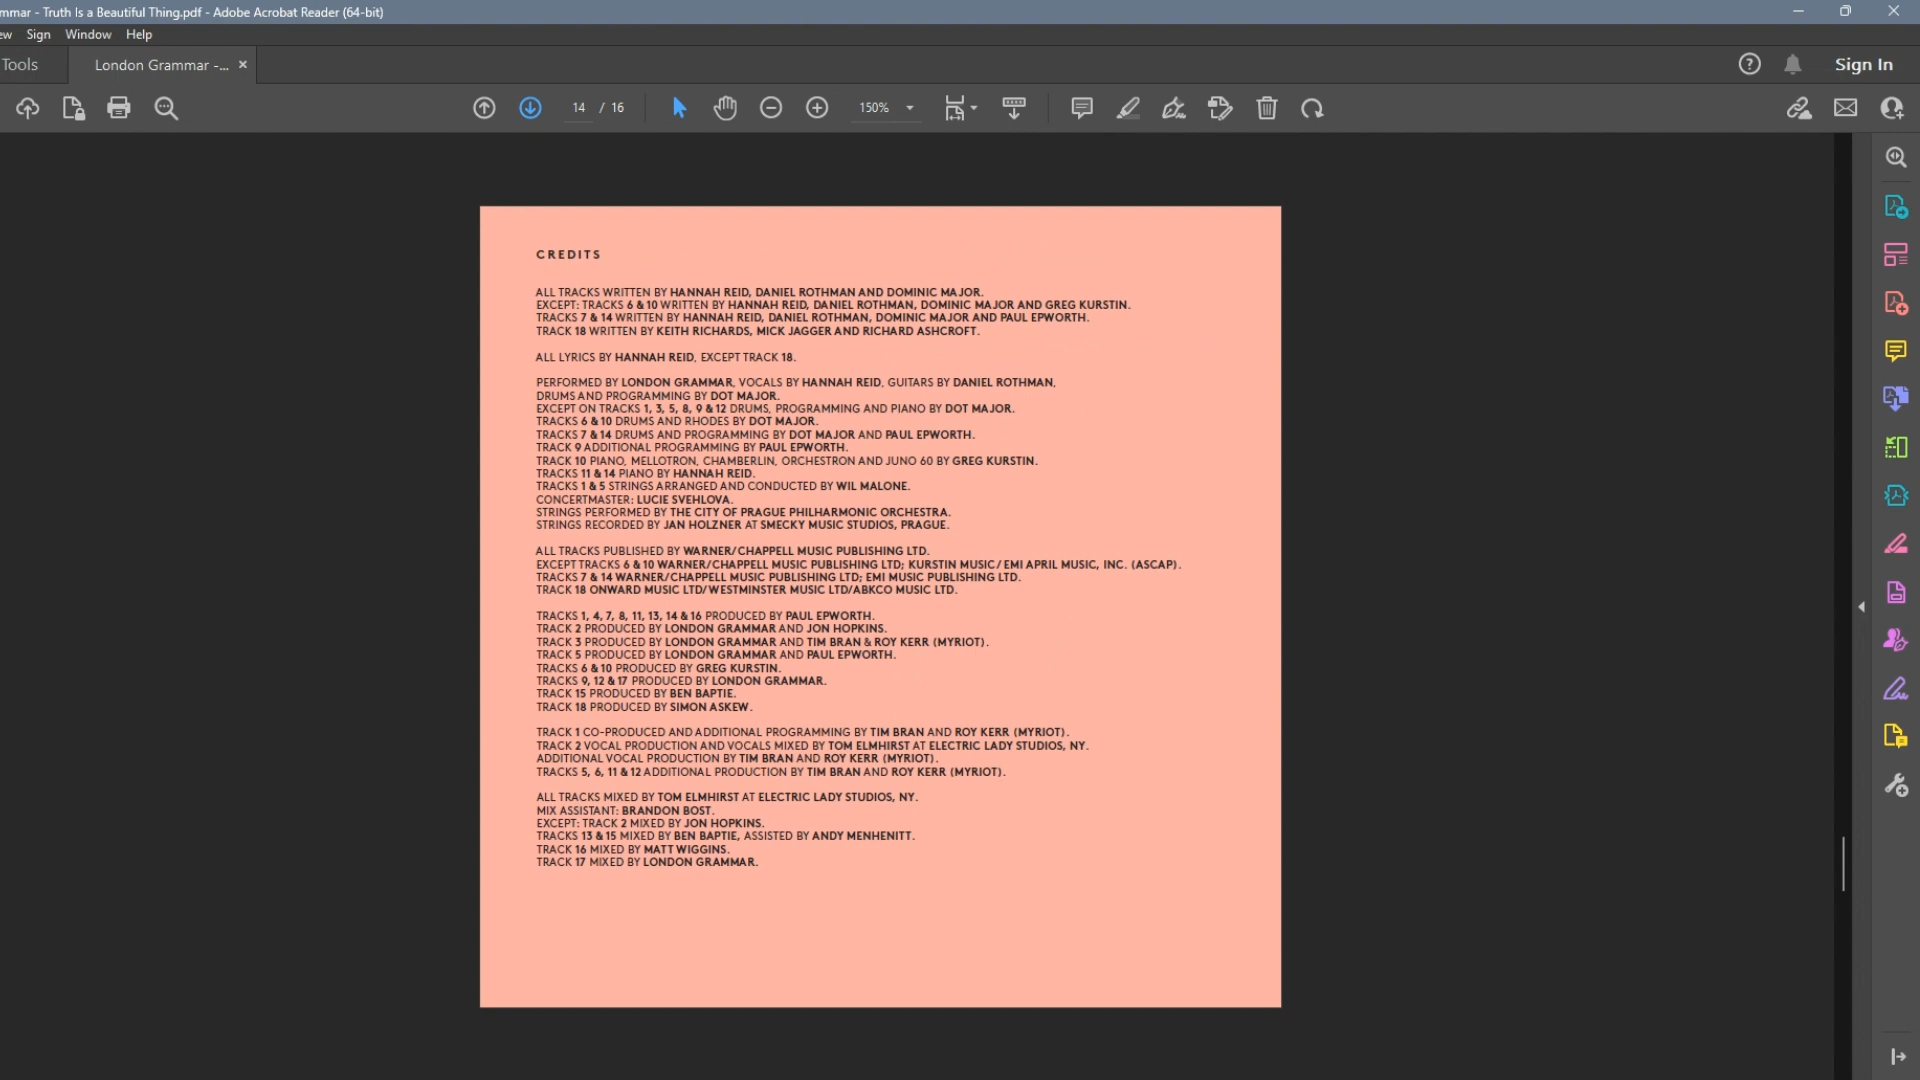 mmar - Truth Is a Beautiful Thing.pdf - Adobe Acrobat Reader (64-bit)
ew Sign Window Help
Tools London Grammar -... × Sign In
14 / 16 150%
CREDITS
ALL TRACKS WRITTEN BY HANNAH REID, DANIEL ROTHMAN AND DOMINIC MAJOR.
EXCEPT: TRACKS 6 & 10 WRITTEN BY HANNAH REID, DANIEL ROTHMAN, DOMINIC MAJOR AND GREG KURSTIN.
TRACKS 7 & 14 WRITTEN BY HANNAH REID, DANIEL ROTHMAN, DOMINIC MAJOR AND PAUL EPWORTH.
TRACK 18 WRITTEN BY KEITH RICHARDS, MICK JAGGER AND RICHARD ASHCROFT.
ALL LYRICS BY HANNAH REID, EXCEPT TRACK 18.
PERFORMED BY LONDON GRAMMAR, VOCALS BY HANNAH REID, GUITARS BY DANIEL ROTHMAN,
DRUMS AND PROGRAMMING BY DOT MAJOR.
EXCEPT ON TRACKS 1, 3, 5, 8, 9 & 12 DRUMS, PROGRAMMING AND PIANO BY DOT MAJOR.
TRACKS 6 & 10 DRUMS AND RHODES BY DOT MAJOR.
TRACKS 7 & 14 DRUMS AND PROGRAMMING BY DOT MAJOR AND PAUL EPWORTH.
TRACK 9 ADDITIONAL PROGRAMMING BY PAUL EPWORTH.
TRACK 10 PIANO, MELLOTRON, CHAMBERLIN, ORCHESTRON AND JUNO 60 BY GREG KURSTIN.
TRACKS 11 & 14 PIANO BY HANNAH REID.
TRACKS 1 & 5 STRINGS ARRANGED AND CONDUCTED BY WIL MALONE.
CONCERTMASTER: LUCIE SVEHLOVA.
STRINGS PERFORMED BY THE CITY OF PRAGUE PHILHARMONIC ORCHESTRA.
STRINGS RECORDED BY JAN HOLZNER AT SMECKY MUSIC STUDIOS, PRAGUE.
ALL TRACKS PUBLISHED BY WARNER/CHAPPELL MUSIC PUBLISHING LTD.
EXCEPT TRACKS 6 & 10 WARNER/CHAPPELL MUSIC PUBLISHING LTD; KURSTIN MUSIC/ EMI APRIL MUSIC, INC. (ASCAP).
TRACKS 7 & 14 WARNER/CHAPPELL MUSIC PUBLISHING LTD; EMI MUSIC PUBLISHING LTD.
TRACK 18 ONWARD MUSIC LTD/WESTMINSTER MUSIC LTD/ABKCO MUSIC LTD.
TRACKS 1, 4, 7, 8, 11, 13, 14 & 16 PRODUCED BY PAUL EPWORTH.
TRACK 2 PRODUCED BY LONDON GRAMMAR AND JON HOPKINS.
TRACK 3 PRODUCED BY LONDON GRAMMAR AND TIM BRAN & ROY KERR (MYRIOT).
TRACK 5 PRODUCED BY LONDON GRAMMAR AND PAUL EPWORTH.
TRACKS 6 & 10 PRODUCED BY GREG KURSTIN.
TRACKS 9, 12 & 17 PRODUCED BY LONDON GRAMMAR.
TRACK 15 PRODUCED BY BEN BAPTIE.
TRACK 18 PRODUCED BY SIMON ASKEW.
TRACK 1 CO-PRODUCED AND ADDITIONAL PROGRAMMING BY TIM BRAN AND ROY KERR (MYRIOT).
TRACK 2 VOCAL PRODUCTION AND VOCALS MIXED BY TOM ELMHIRST AT ELECTRIC LADY STUDIOS, NY.
ADDITIONAL VOCAL PRODUCTION BY TIM BRAN AND ROY KERR (MYRIOT).
TRACKS 5, 6, 11 & 12 ADDITIONAL PRODUCTION BY TIM BRAN AND ROY KERR (MYRIOT).
ALL TRACKS MIXED BY TOM ELMHIRST AT ELECTRIC LADY STUDIOS, NY.
MIX ASSISTANT: BRANDON BOST.
EXCEPT: TRACK 2 MIXED BY JON HOPKINS.
TRACKS 13 & 15 MIXED BY BEN BAPTIE, ASSISTED BY ANDY MENHENITT.
TRACK 16 MIXED BY MATT WIGGINS.
TRACK 17 MIXED BY LONDON GRAMMAR.